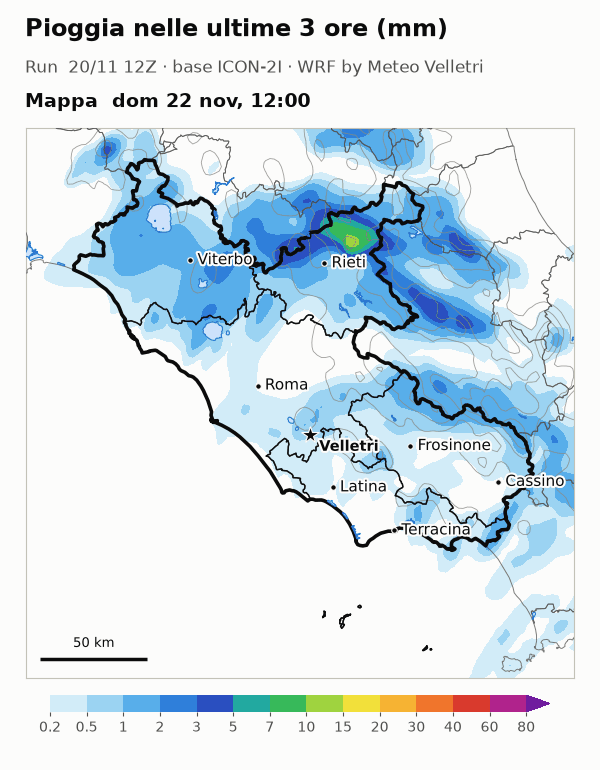 Pioggia nelle ultime 3 ore (mm)
Run  20/11 12Z · base ICON-2I · WRF by Meteo Velletri
Mappa  dom 22 nov, 12:00
Viterbo
Rieti
Roma
Velletri
Frosinone
Cassino
Latina
Terracina
50 km
0.2 0.5 1 2 3 5 7 10 15 20 30 40 60 80